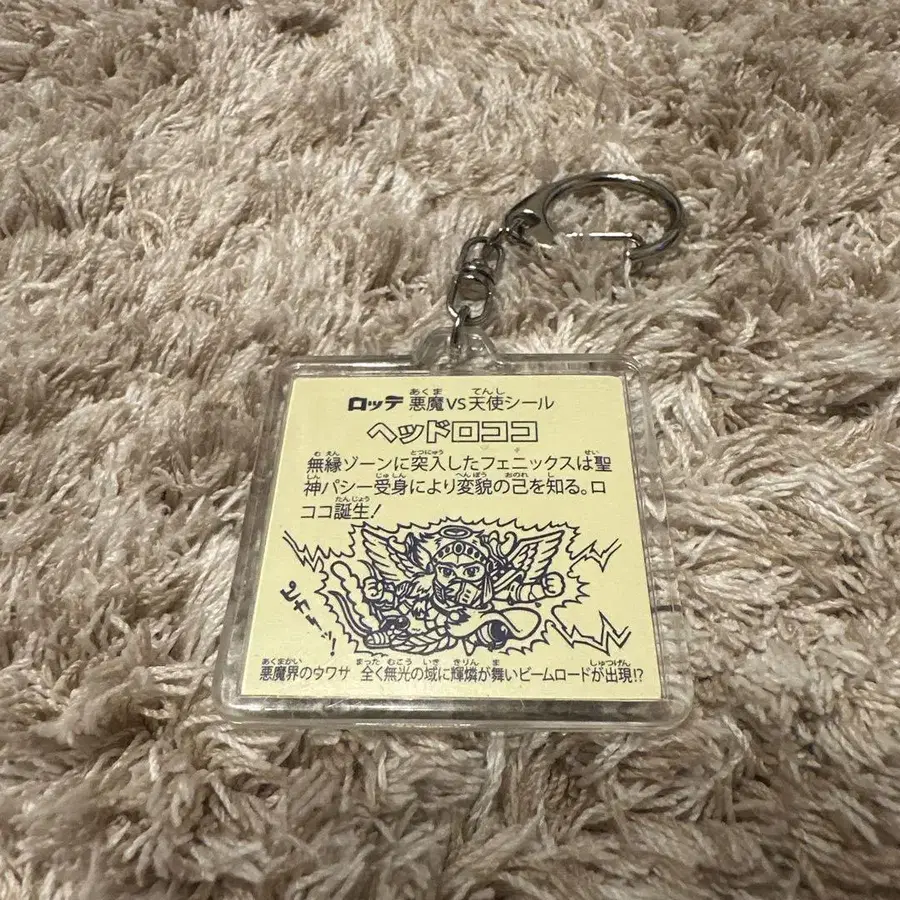 ロッテ 悪魔VS天使シール
ヘッドロココ
無縁ゾーンに突入したフェニックスは聖
神パシー受身により変貌の己を知る。ロ
ココ誕生!
ピカーッ!
悪魔界のウワサ 全く無光の域に輝燐が舞いビームロードが出現!?